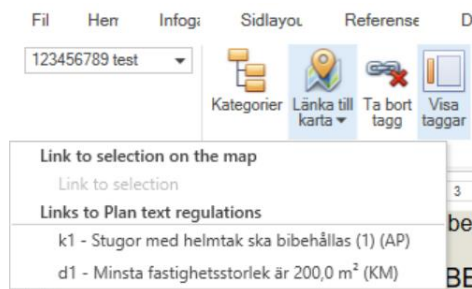 Fil Hem Infoga Sidlayou Referense D
123456789 test
Kategorier Länka till karta Ta bort tagg Visa taggar
Link to selection on the map
Link to selection
3
Links to Plan text regulations
be
k1 - Stugor med helmtak ska bibehållas (1) (AP)
d1 - Minsta fastighetsstorlek är 200,0 m² (KM)
BE